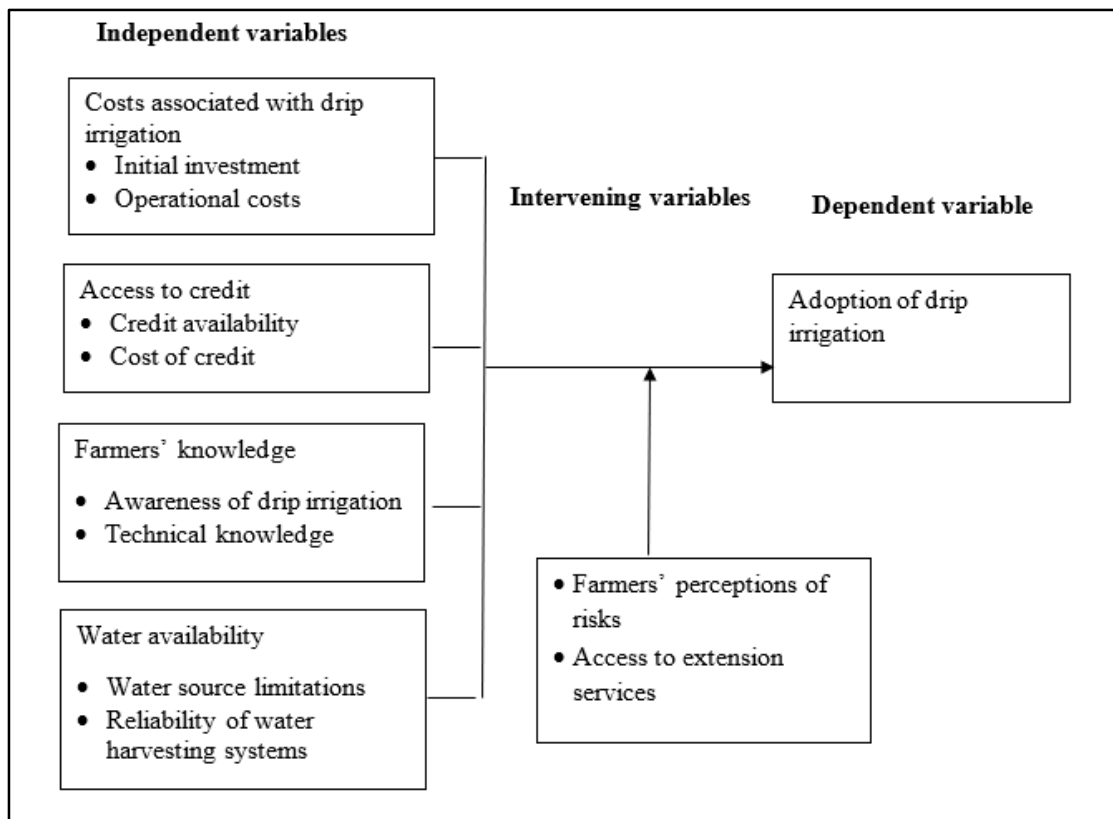 Independent variables
Costs associated with drip
irrigation
• Initial investment
• Operational costs
Access to credit
• Credit availability
• Cost of credit
Farmers’ knowledge
• Awareness of drip irrigation
• Technical knowledge
Water availability
• Water source limitations
• Reliability of water
harvesting systems
Intervening variables
• Farmers’ perceptions of
risks
• Access to extension
services
Dependent variable
Adoption of drip
irrigation